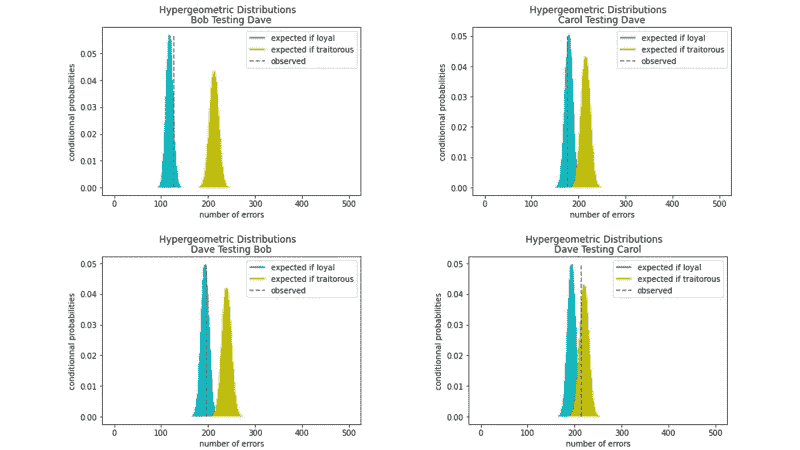 Hypergeometric Distributions
Bob Testing Dave
conditionnal probabilities
0.05
0.04
0.03
0.02
0.01
0.00
expected if loyal
expected if traitorous
observed
0 100 200 300 400 500
number of errors
Hypergeometric Distributions
Carol Testing Dave
conditionnal probabilities
0.05
0.04
0.03
0.02
0.01
0.00
expected if loyal
expected if traitorous
observed
0 100 200 300 400 500
number of errors
Hypergeometric Distributions
Dave Testing Bob
conditionnal probabilities
0.05
0.04
0.03
0.02
0.01
0.00
expected if loyal
expected if traitorous
observed
0 100 200 300 400 500
number of errors
Hypergeometric Distributions
Dave Testing Carol
conditionnal probabilities
0.05
0.04
0.03
0.02
0.01
0.00
expected if loyal
expected if traitorous
observed
0 100 200 300 400 500
number of errors